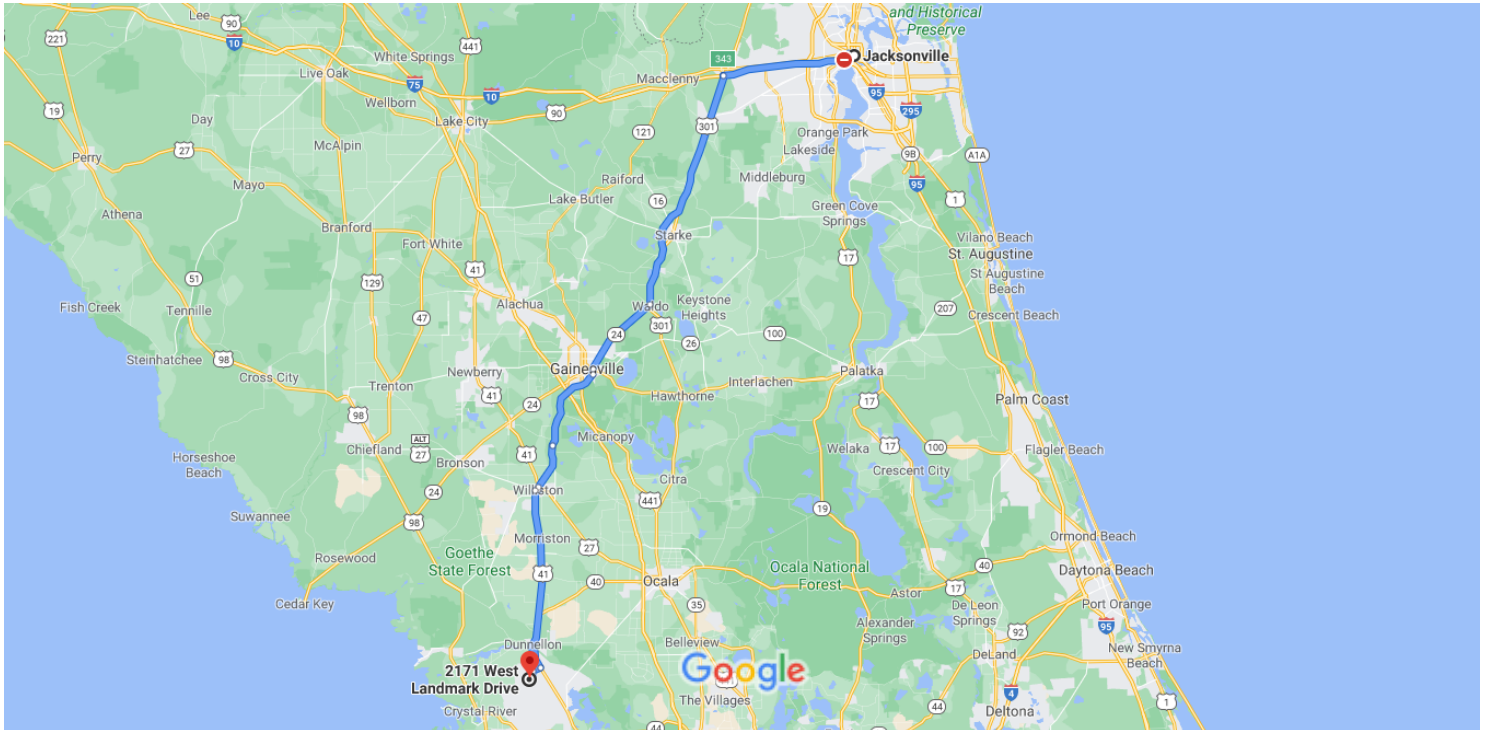 and Historical
Preserve
Lee
90
441
221
10
White Springs
343
Jacksonville
Live Oak
Macclenny
75
Wellborn
10
95
19
90
295
Day
Lake City
301
121
Orange Park
McAlpin
Lakeside
27
9B
A1A
Perry
Raiford
Middleburg
95
Mayo
Lake Butler
16
1
Athena
Green Cove
Springs
Branford
Starke
Fort White
Vilano Beach
17
St. Augustine
41
St Augustine
Beach
51
129
Fish Creek
Tennille
Alachua
Waldo
Keystone
Heights
207
Crescent Beach
47
301
24
100
26
Steinhatchee
98
Gainesville
Cross City
Newberry
Palatka
Trenton
Interlachen
41
Hawthorne
24
17
Palm Coast
98
Micanopy
ALT
27
Chiefland
41
Welaka
17
100
Flagler Beach
Horseshoe
Beach
Bronson
Crescent City
Citra
24
Williston
441
19
Suwannee
98
Morriston
Ormond Beach
27
Rosewood
Goethe
State Forest
Ocala National
Forest
40
Daytona Beach
41
40
Ocala
17
Astor
Cedar Key
35
De Leon
Springs
Port Orange
Alexander
Springs
92
95
Dunnellon
Belleview
DeLand
New Smyrna
Beach
2171 West
Landmark Drive
Google
4
The Villages
1
Crystal River
44
Deltona
44